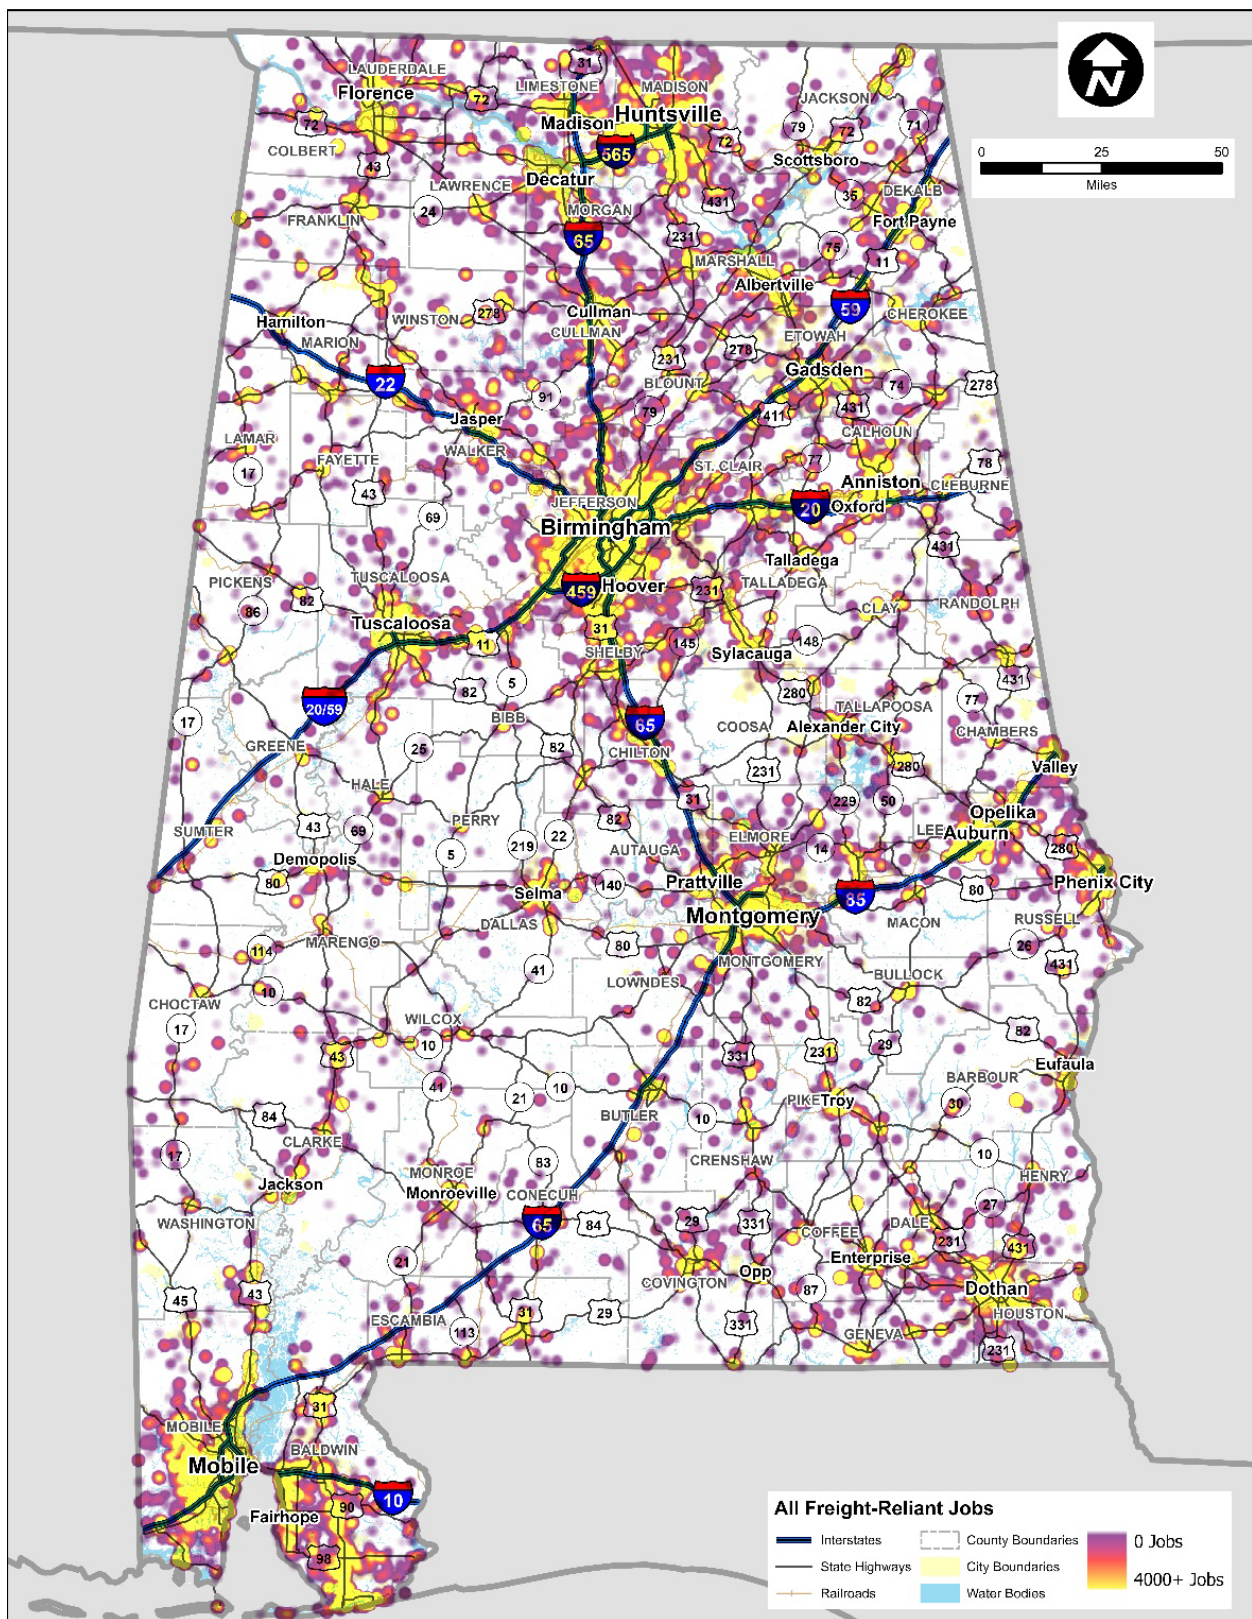 N
0 25 50
Miles
31
LAUDERDALE
LIMESTONE
MADISON
Florence
72
JACKSON
Madison
Huntsville
72
79
72
71
COLBERT
565
72
43
Scottsboro
Decatur
LAWRENCE
35
DEKALB
24
MORGAN
431
FRANKLIN
Fort Payne
65
231
75
MARSHALL
11
Albertville
59
Hamilton
WINSTON
278
Cullman
CHEROKEE
MARION
CULLMAN
ETOWAH
278
231
Gadsden
22
BLOUNT
74
278
91
79
411
431
Jasper
CALHOUN
LAMAR
WALKER
77
17
FAYETTE
ST. CLAIR
78
43
Anniston
CLEBURNE
JEFFERSON
20
Oxford
69
Birmingham
431
Talladega
PICKENS
TUSCALOOSA
459
Hoover
231
TALLADEGA
82
86
CLAY
RANDOLPH
Tuscaloosa
31
11
145
148
SHELBY
Sylacauga
5
431
82
280
77
20/59
17
BIBB
65
TALLAPOOSA
COOSA
Alexander City
CHAMBERS
GREENE
25
82
CHILTON
280
Valley
231
HALE
31
229
50
Opelika
SUMTER
43
69
PERRY
82
ELMORE
LEE
Auburn
219
22
AUTAUGA
14
280
5
Demopolis
80
140
Prattville
Phenix City
Selma
85
80
Montgomery
DALLAS
MACON
RUSSELL
MARENGO
80
26
114
MONTGOMERY
431
41
BULLOCK
LOWNDES
10
82
CHOCTAW
WILCOX
17
82
10
29
43
331
231
Eufaula
41
10
BARBOUR
21
PIKE
Troy
30
84
BUTLER
10
CLARKE
10
17
83
CRENSHAW
MONROE
HENRY
Jackson
Monroeville
CONECUH
27
WASHINGTON
65
84
29
331
DALE
COFFEE
231
431
21
Enterprise
COVINGTON
Opp
43
87
Dothan
45
31
29
HOUSTON
ESCAMBIA
331
113
GENEVA
231
31
MOBILE
BALDWIN
Mobile
10
90
Fairhope
98
All Freight-Reliant Jobs
Interstates
County Boundaries
0 Jobs
State Highways
City Boundaries
Railroads
Water Bodies
4000+ Jobs